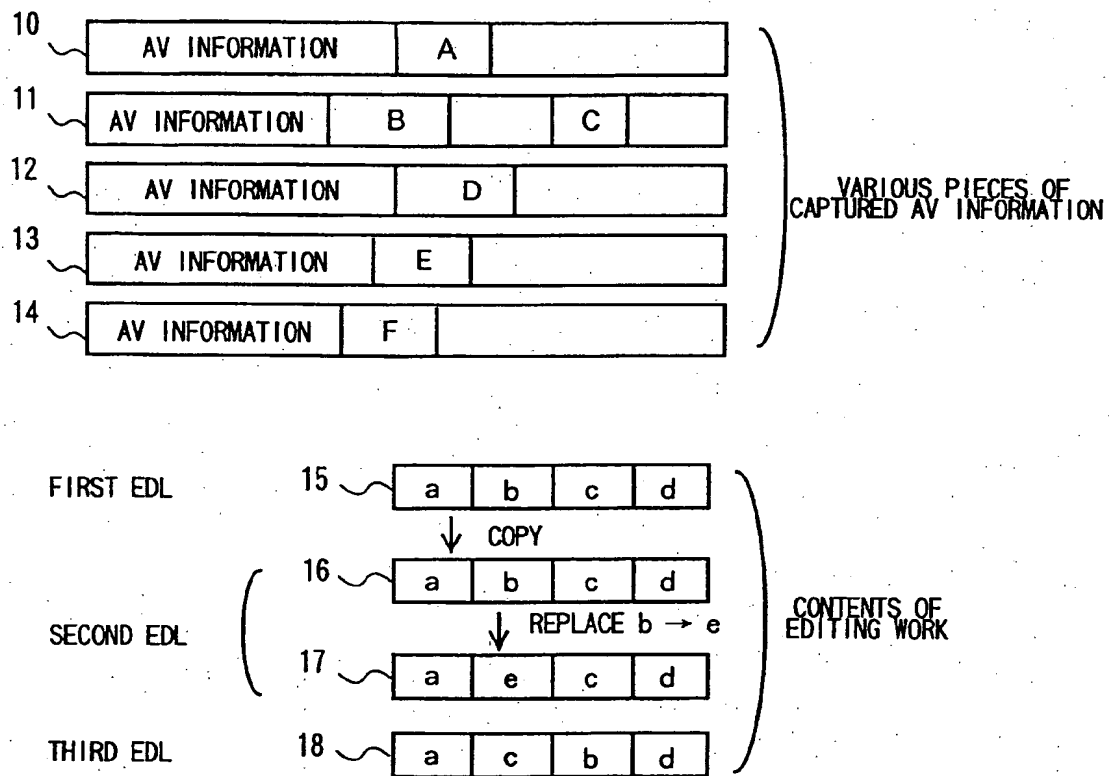 10 AV INFORMATION A
11 AV INFORMATION B C
12 AV INFORMATION D
13 AV INFORMATION E
14 AV INFORMATION F
VARIOUS PIECES OF
CAPTURED AV INFORMATION
FIRST EDL 15 a b c d
COPY
16 a b c d
SECOND EDL
REPLACE b → e
17 a e c d
CONTENTS OF
EDITING WORK
THIRD EDL 18 a c b d